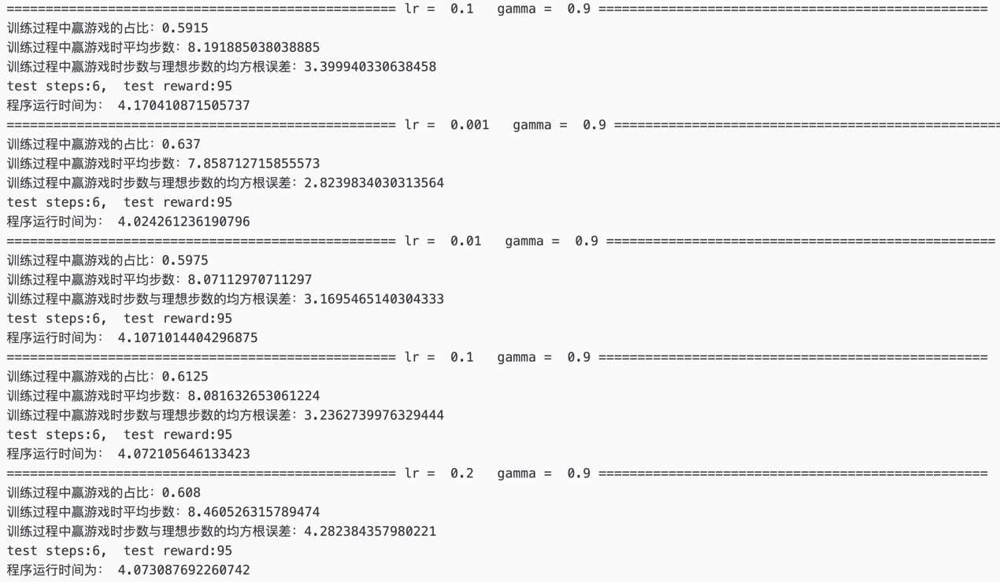 ================================================== lr =  0.1   gamma =  0.9 ==================================================
训练过程中赢游戏的占比：0.5915
训练过程中赢游戏时平均步数：8.191885038038885
训练过程中赢游戏时步数与理想步数的均方根误差：3.399940330638458
test steps:6,  test reward:95
程序运行时间为：  4.170410871505737
================================================== lr =  0.001   gamma =  0.9 ==================================================
训练过程中赢游戏的占比：0.637
训练过程中赢游戏时平均步数：7.858712715855573
训练过程中赢游戏时步数与理想步数的均方根误差：2.8239834030313564
test steps:6,  test reward:95
程序运行时间为：  4.024261236190796
================================================== lr =  0.01   gamma =  0.9 ==================================================
训练过程中赢游戏的占比：0.5975
训练过程中赢游戏时平均步数：8.07112970711297
训练过程中赢游戏时步数与理想步数的均方根误差：3.1695465140304333
test steps:6,  test reward:95
程序运行时间为：  4.1071014404296875
================================================== lr =  0.1   gamma =  0.9 ==================================================
训练过程中赢游戏的占比：0.6125
训练过程中赢游戏时平均步数：8.081632653061224
训练过程中赢游戏时步数与理想步数的均方根误差：3.2362739976329444
test steps:6,  test reward:95
程序运行时间为：  4.072105646133423
================================================== lr =  0.2   gamma =  0.9 ==================================================
训练过程中赢游戏的占比：0.608
训练过程中赢游戏时平均步数：8.460526315789474
训练过程中赢游戏时步数与理想步数的均方根误差：4.282384357980221
test steps:6,  test reward:95
程序运行时间为：  4.073087692260742